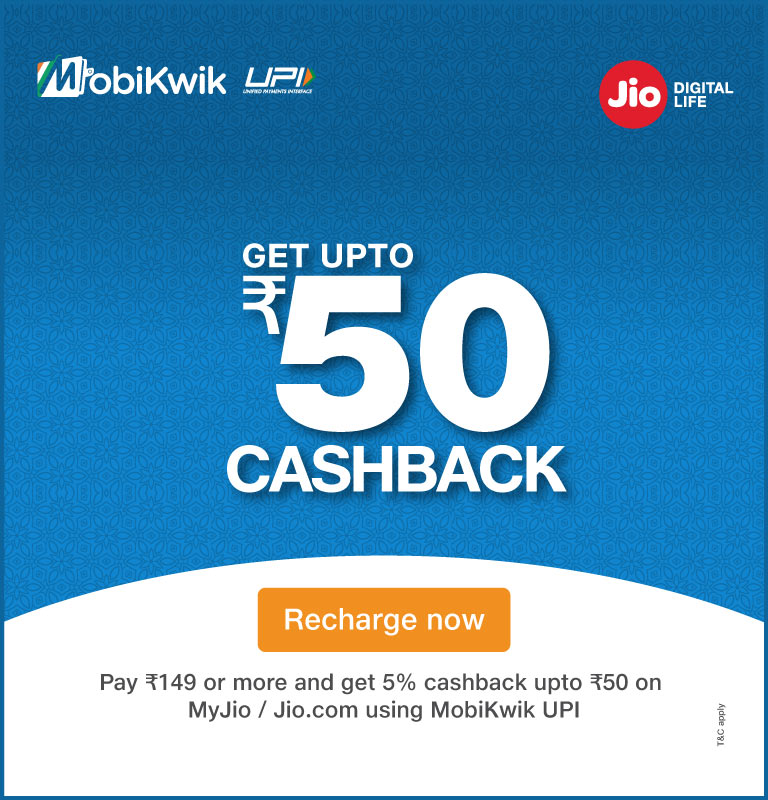 MobiKwik
UPI
UNIFIED PAYMENTS INTERFACE
Jio
DIGITAL
LIFE
GET UPTO
₹50
CASHBACK
Recharge now
Pay ₹149 or more and get 5% cashback upto ₹50 on
MyJio / Jio.com using MobiKwik UPI
T&C apply